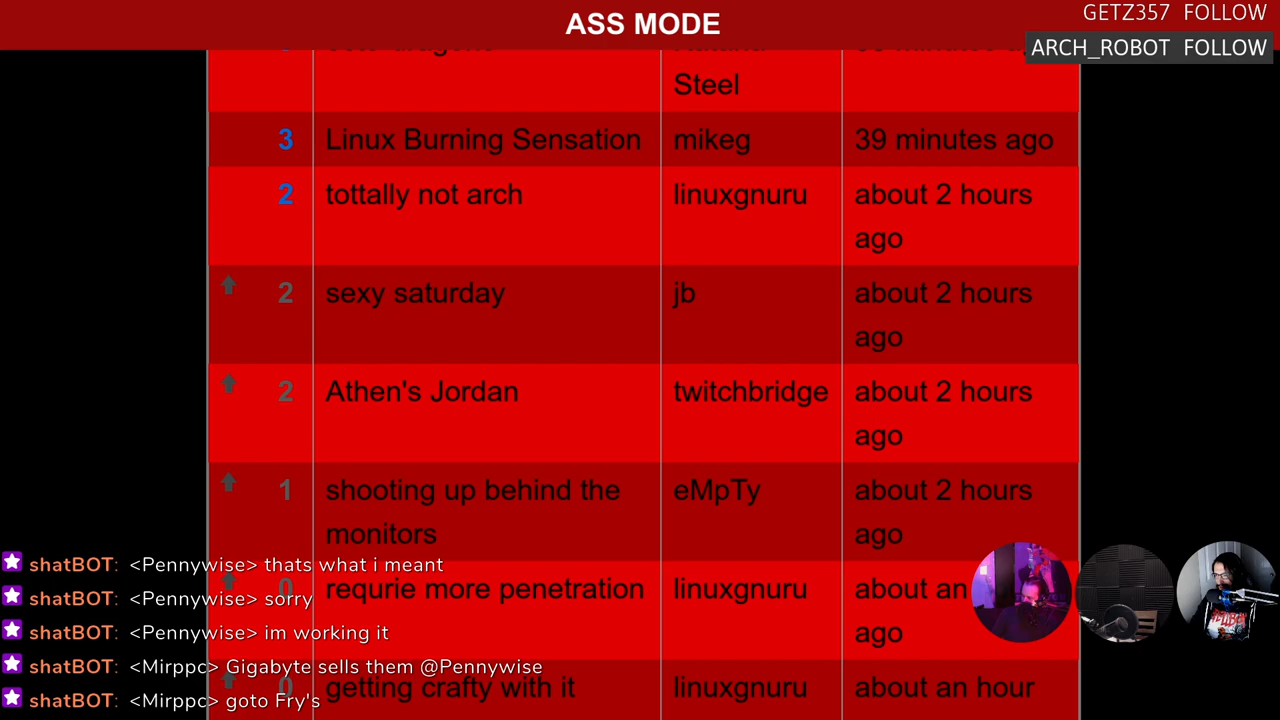 ASS MODE
GETZ357 FOLLOW
ARCH_ROBOT FOLLOW
Steel
3 Linux Burning Sensation mikeg 39 minutes ago
2 tottally not arch linuxgnuru about 2 hours
ago
2 sexy saturday jb about 2 hours
ago
2 Athen's Jordan twitchbridge about 2 hours
ago
1 shooting up behind the eMpTy about 2 hours
monitors ago
0 requrie more penetration linuxgnuru about an
ago
0 getting crafty with it linuxgnuru about an hour
shatBOT: <Pennywise> thats what i meant
shatBOT: <Pennywise> sorry
shatBOT: <Pennywise> im working it
shatBOT: <Mirppc> Gigabyte sells them @Pennywise
shatBOT: <Mirppc> goto Fry's